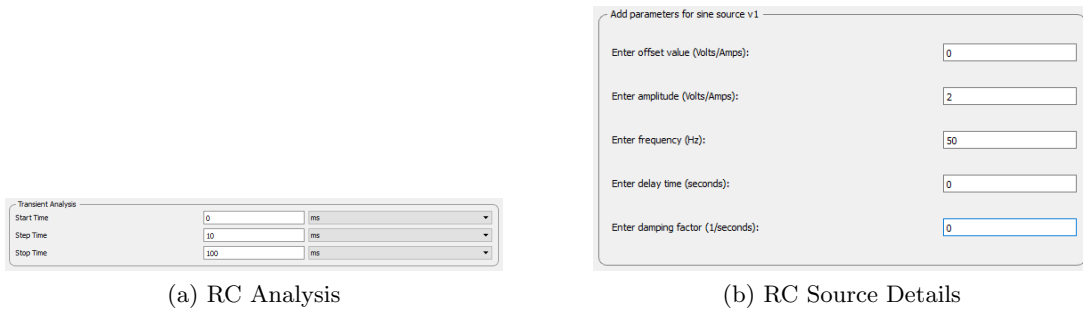 Transient Analysis
Start Time 0 ms
Step Time 10 ms
Stop Time 100 ms
(a) RC Analysis
Add parameters for sine source v1
Enter offset value (Volts/Amps): 0
Enter amplitude (Volts/Amps): 2
Enter frequency (Hz): 50
Enter delay time (seconds): 0
Enter damping factor (1/seconds): 0
(b) RC Source Details